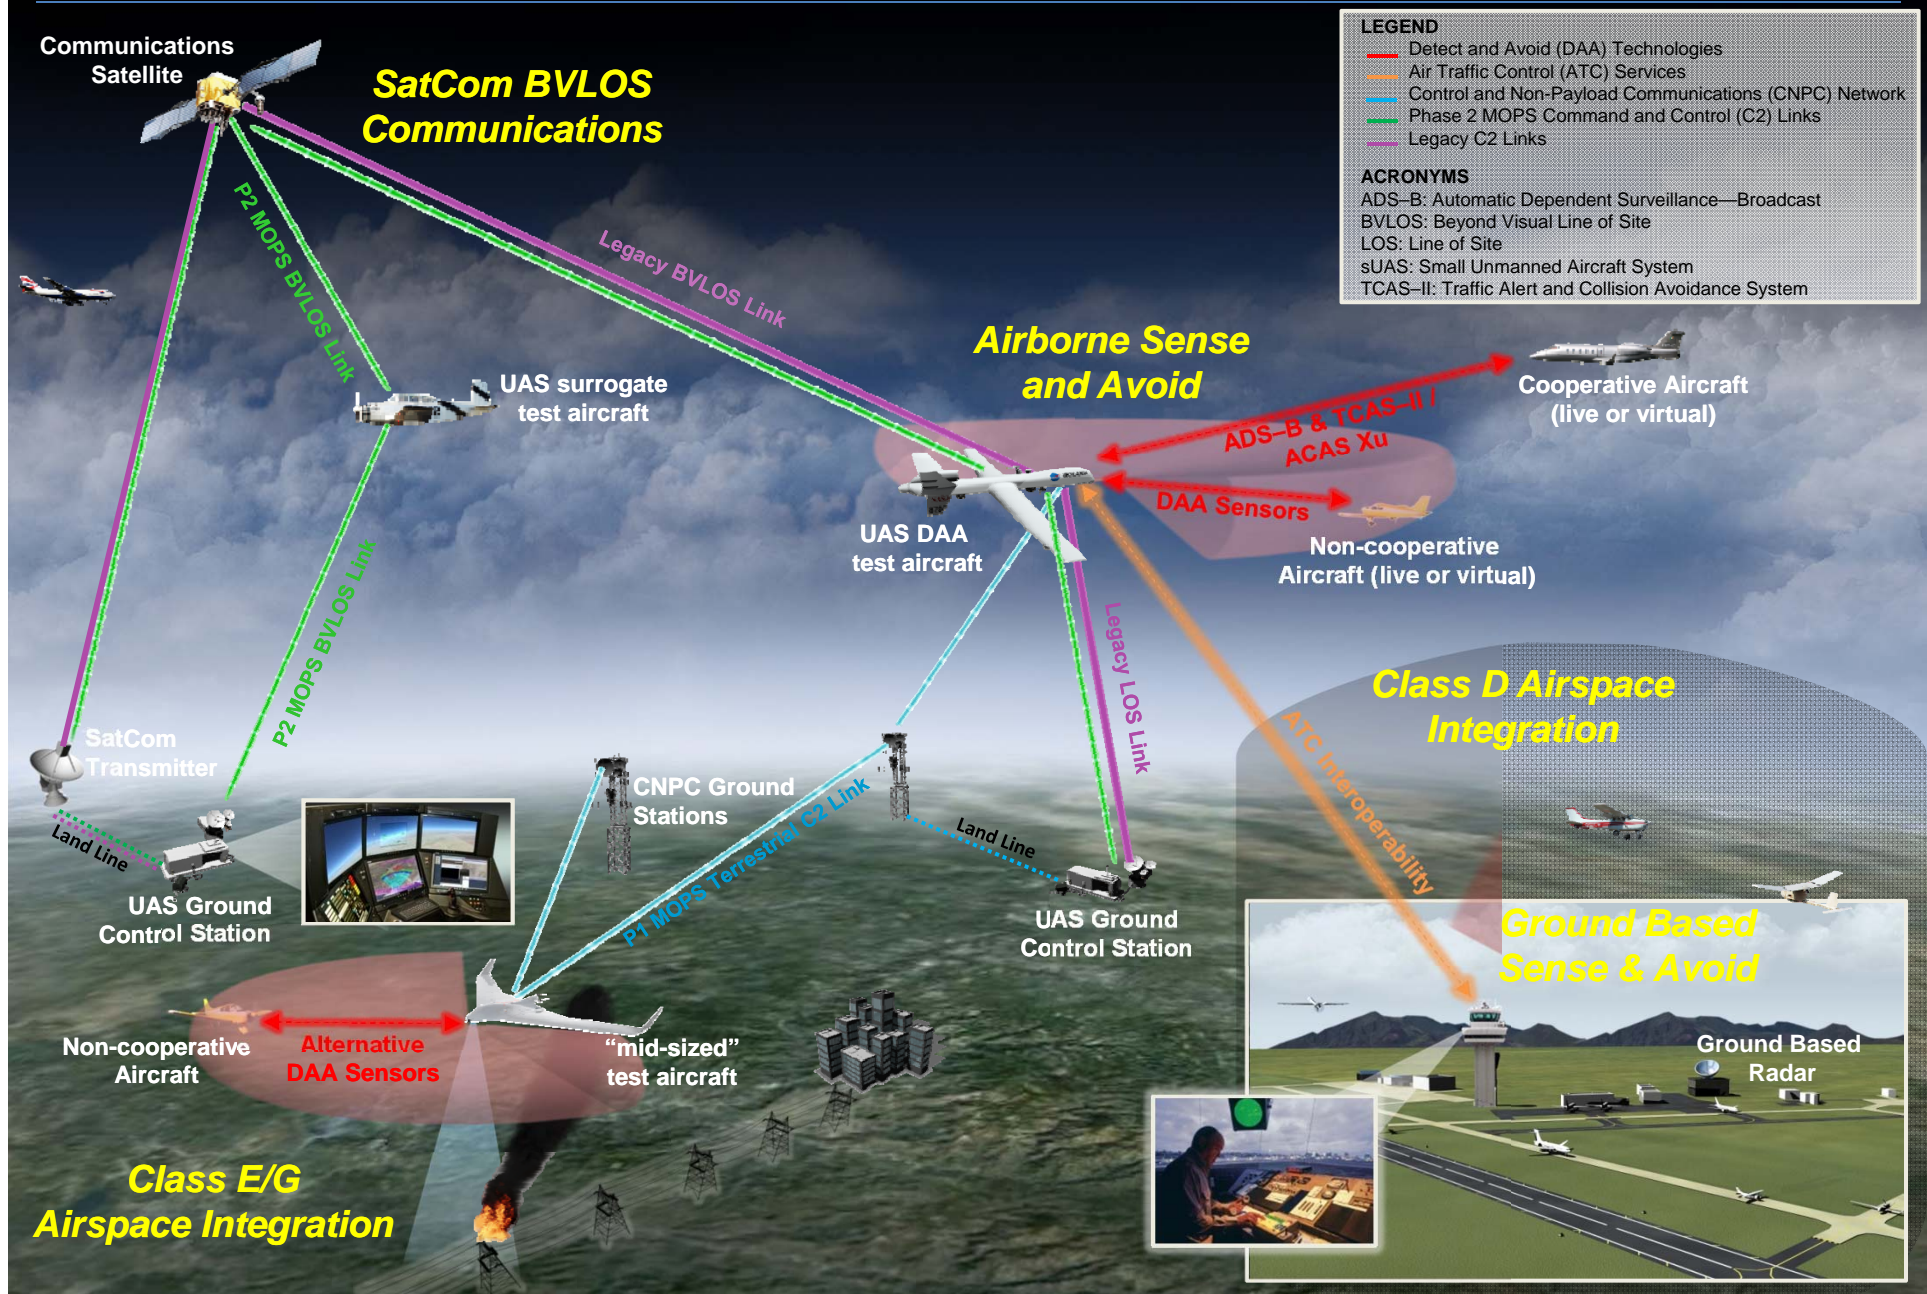 Communications
Satellite
SatCom BVLOS
Communications
LEGEND
Detect and Avoid (DAA) Technologies
Air Traffic Control (ATC) Services
Control and Non-Payload Communications (CNPC) Network
Phase 2 MOPS Command and Control (C2) Links
Legacy C2 Links
ACRONYMS
ADS–B: Automatic Dependent Surveillance—Broadcast
BVLOS: Beyond Visual Line of Site
LOS: Line of Site
sUAS: Small Unmanned Aircraft System
TCAS–II: Traffic Alert and Collision Avoidance System
P2 MOPS BVLOS Link
Legacy BVLOS Link
UAS surrogate
test aircraft
Airborne Sense
and Avoid
Cooperative Aircraft
(live or virtual)
ADS–B & TCAS–II /
ACAS Xu
DAA Sensors
UAS DAA
test aircraft
Non-cooperative
Aircraft (live or virtual)
P2 MOPS BVLOS Link
Legacy LOS Link
Class D Airspace
Integration
ATC Interoperability
SatCom
Transmitter
CNPC Ground
Stations
P1 MOPS Terrestrial C2 Link
Land Line
Land Line
UAS Ground
Control Station
UAS Ground
Control Station
Ground Based
Sense & Avoid
Non-cooperative
Aircraft
Alternative
DAA Sensors
“mid-sized”
test aircraft
Ground Based
Radar
Class E/G
Airspace Integration